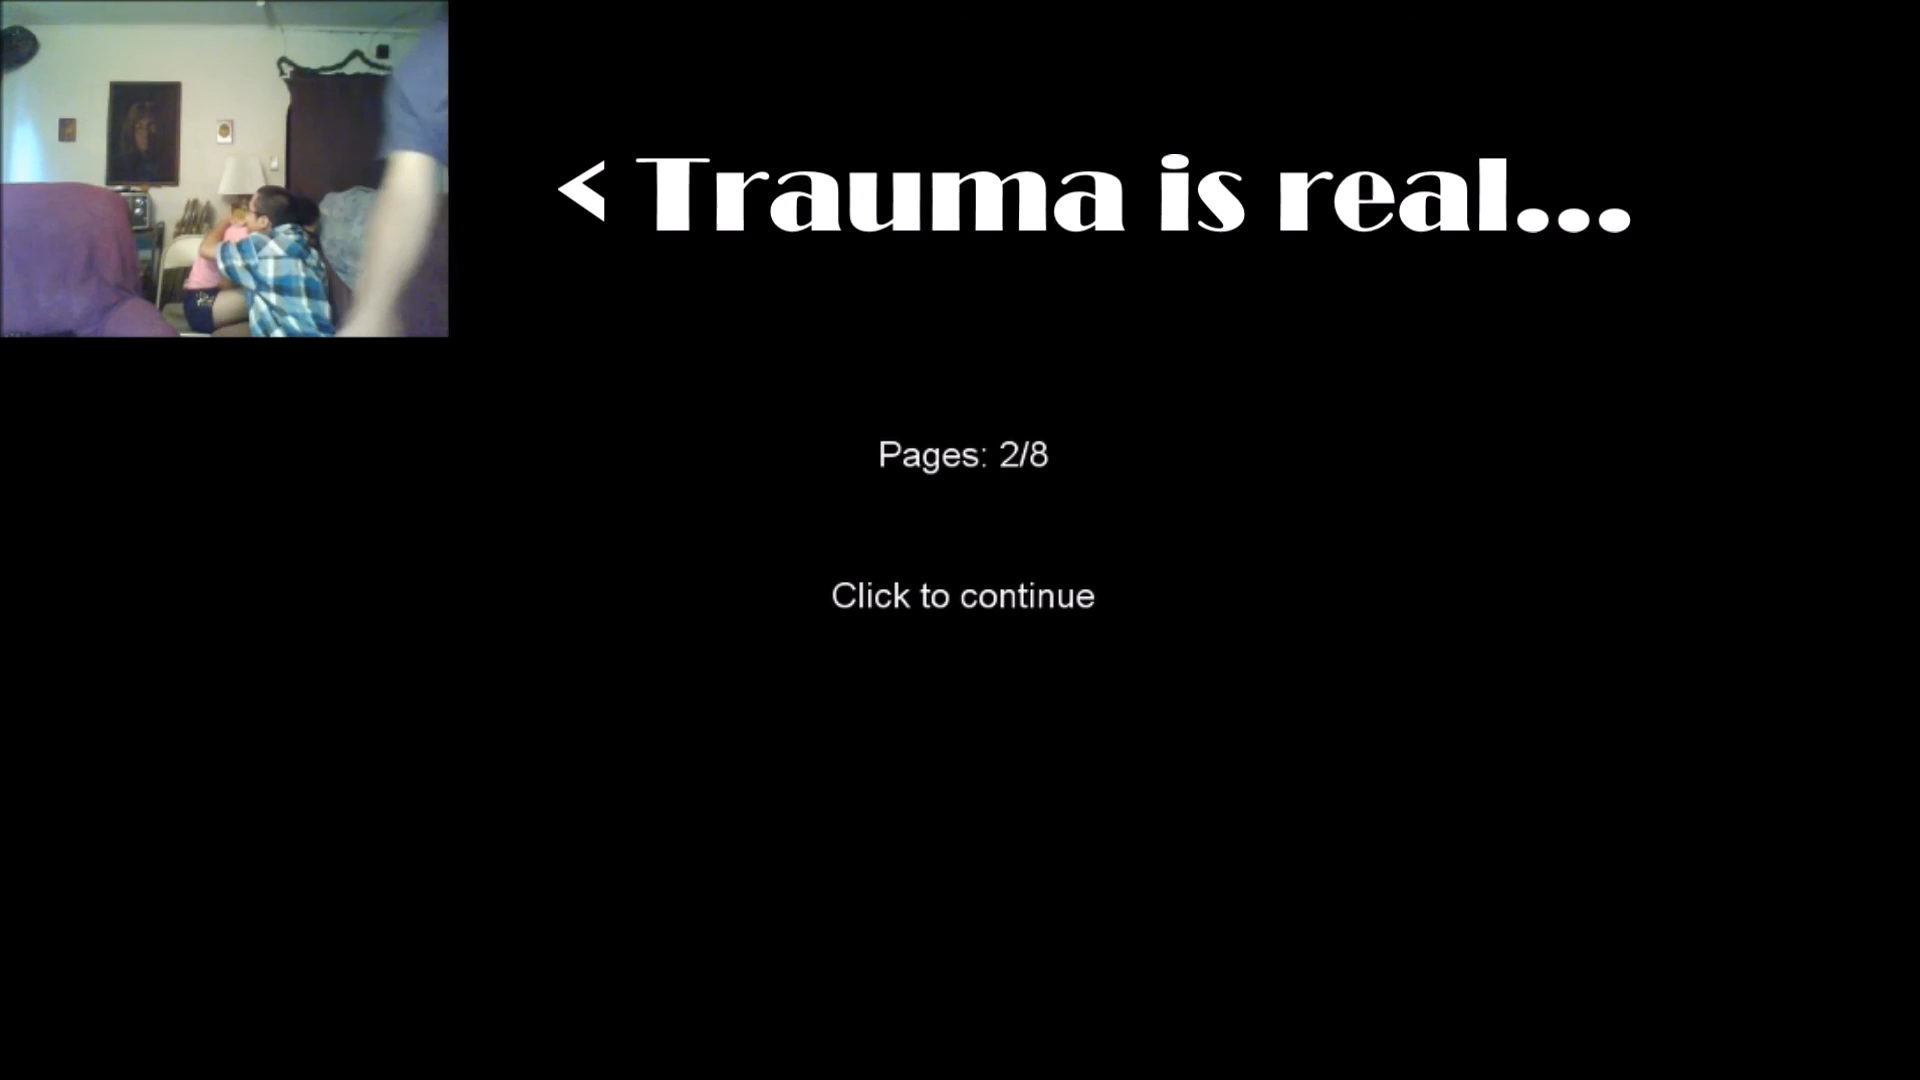 < Trauma is real...
Pages: 2/8
Click to continue